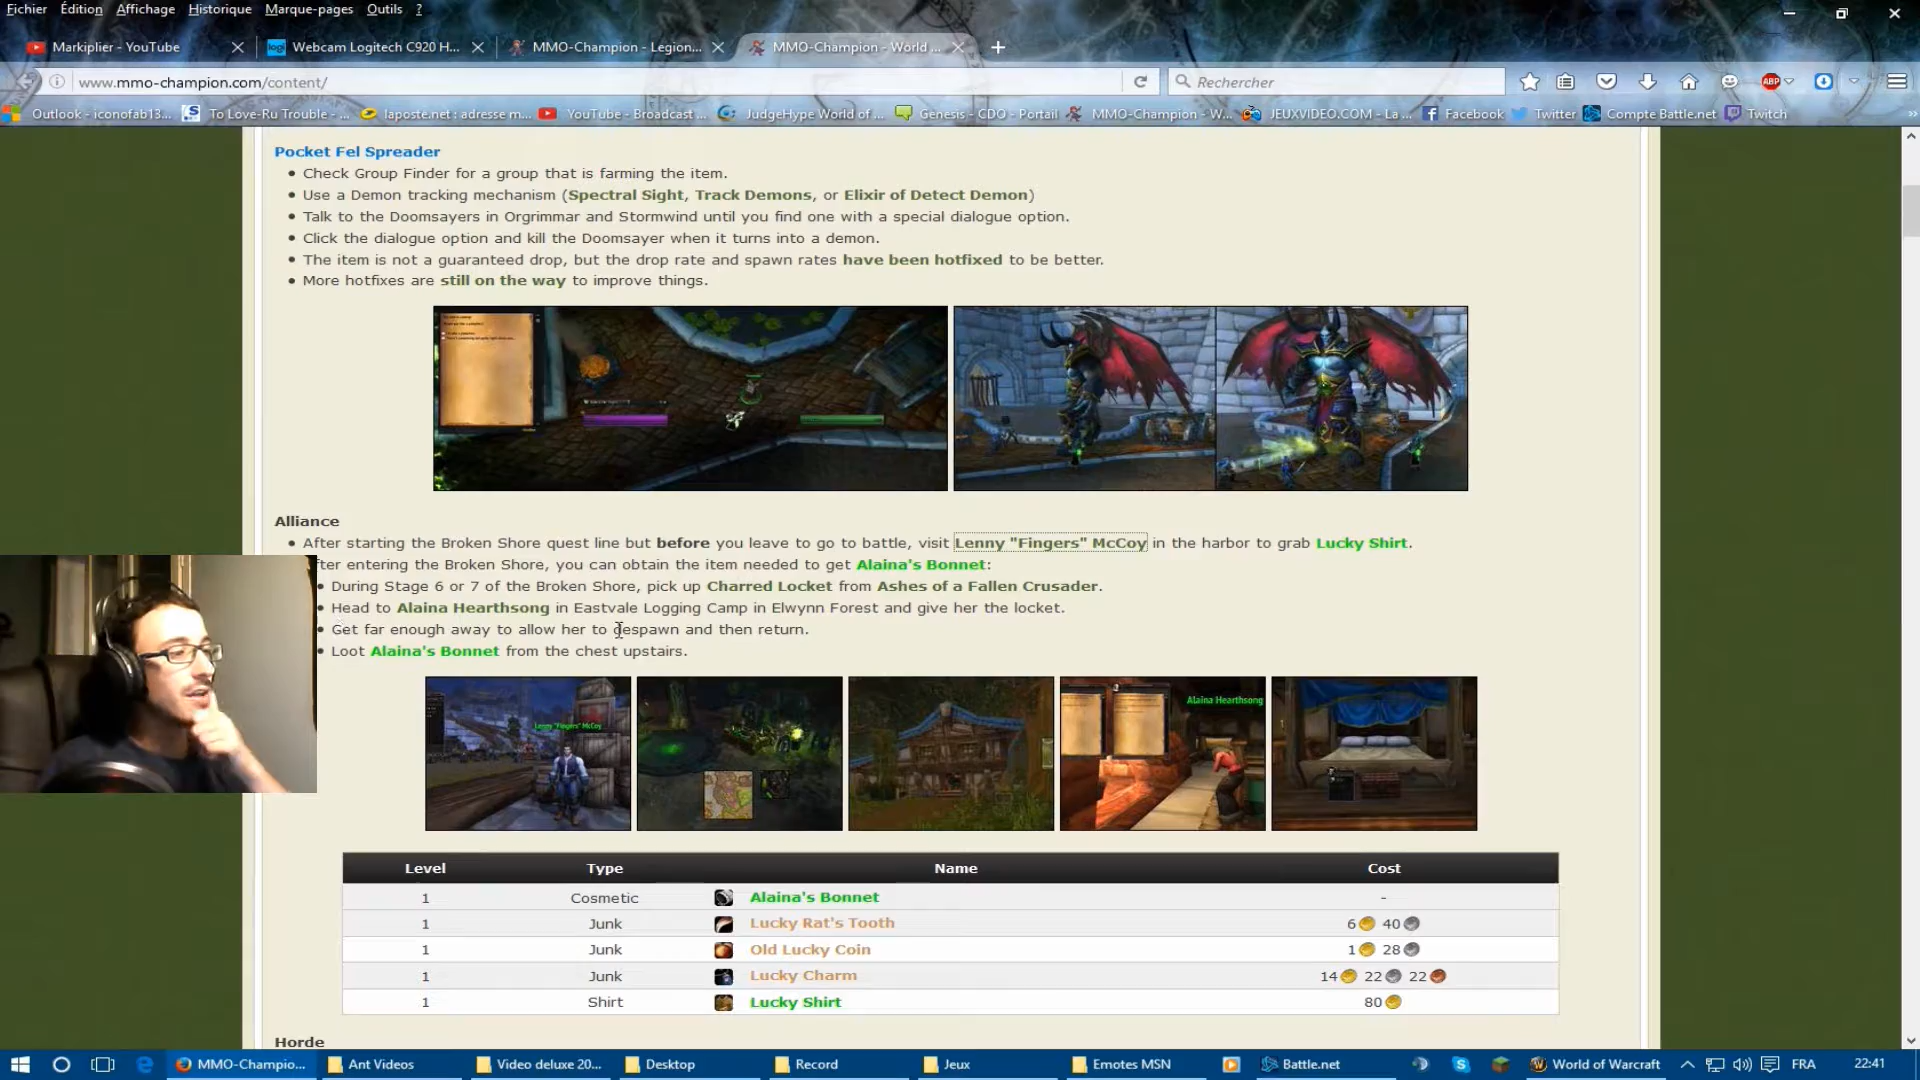 Fichier Édition Affichage Historique Marque-pages Outils ?
Markiplier - YouTube
Webcam Logitech C920 H...
MMO-Champion - Legion...
MMO-Champion - World ...
www.mmo-champion.com/content/
Rechercher
ABP
Outlook - iconofab13...
To Love-Ru Trouble - ...
laposte.net : adresse m...
YouTube - Broadcast ...
JudgeHype World of ...
Genesis - CDO - Portail
MMO-Champion - W...
JEUXVIDEO.COM - La ...
Facebook
Twitter
Compte Battle.net
Twitch
Pocket Fel Spreader
Check Group Finder for a group that is farming the item.
Use a Demon tracking mechanism (Spectral Sight, Track Demons, or Elixir of Detect Demon)
Talk to the Doomsayers in Orgrimmar and Stormwind until you find one with a special dialogue option.
Click the dialogue option and kill the Doomsayer when it turns into a demon.
The item is not a guaranteed drop, but the drop rate and spawn rates have been hotfixed to be better.
More hotfixes are still on the way to improve things.
Alliance
After starting the Broken Shore quest line but before you leave to go to battle, visit Lenny "Fingers" McCoy in the harbor to grab Lucky Shirt.
fter entering the Broken Shore, you can obtain the item needed to get Alaina's Bonnet:
During Stage 6 or 7 of the Broken Shore, pick up Charred Locket from Ashes of a Fallen Crusader.
Head to Alaina Hearthsong in Eastvale Logging Camp in Elwynn Forest and give her the locket.
Get far enough away to allow her to despawn and then return.
Loot Alaina's Bonnet from the chest upstairs.
Lenny "Fingers" McCoy
Alaina Hearthsong
Level Type Name Cost
1 Cosmetic Alaina's Bonnet -
1 Junk Lucky Rat's Tooth 6 40
1 Junk Old Lucky Coin 1 28
1 Junk Lucky Charm 14 22 22
1 Shirt Lucky Shirt 80
Horde
MMO-Champio...
Ant Videos
Video deluxe 20...
Desktop
Record
Jeux
Emotes MSN
Battle.net
World of Warcraft
FRA
22:41